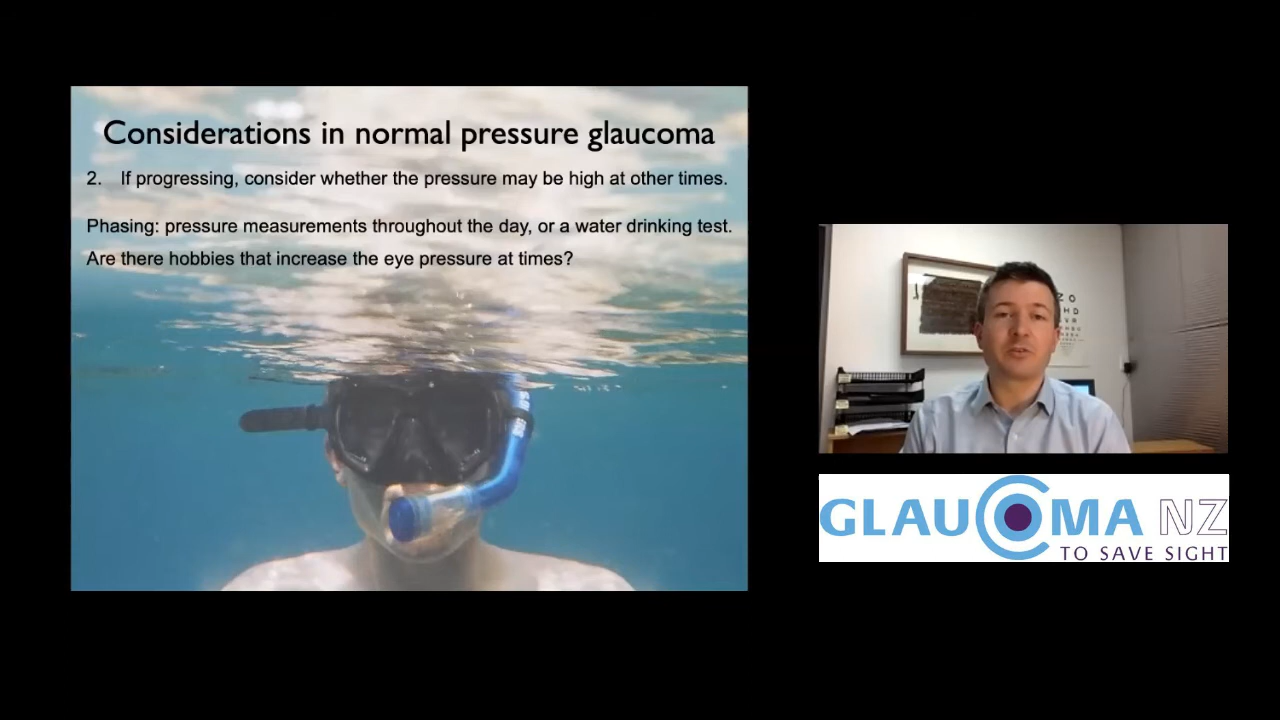 Considerations in normal pressure glaucoma
2. If progressing, consider whether the pressure may be high at other times.
Phasing: pressure measurements throughout the day, or a water drinking test.
Are there hobbies that increase the eye pressure at times?
Z O
H D
GLAUCOMA NZ
TO SAVE SIGHT